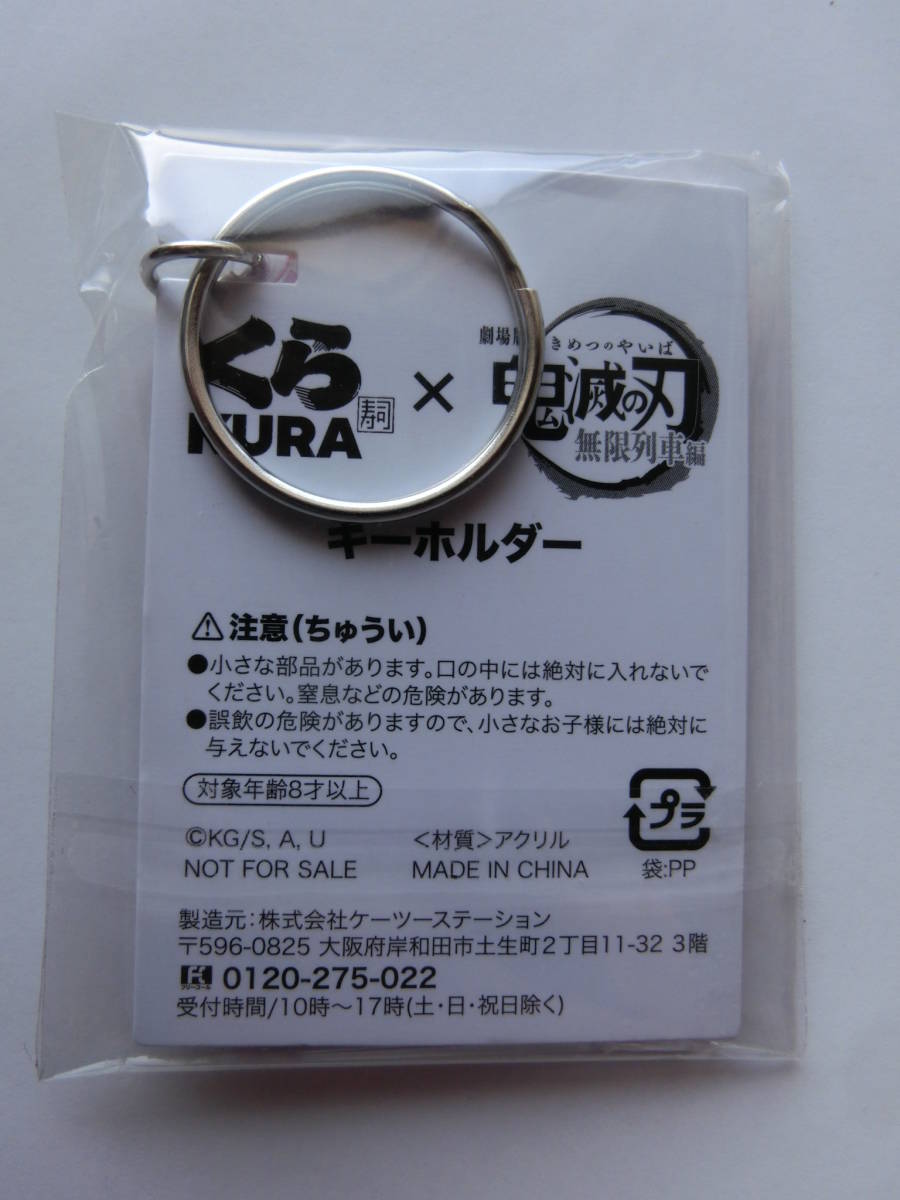 くら
KURA
寿司
×
劇場版
きめつのやいば
鬼滅の刃
無限列車編
キーホルダー
⚠注意(ちゅうい)
●小さな部品があります。口の中には絶対に入れないで
ください。窒息などの危険があります。
●誤飲の危険がありますので、小さなお子様には絶対に
与えないでください。
対象年齢8才以上
©KG/S, A, U
<材質>アクリル
NOT FOR SALE
MADE IN CHINA
プラ
袋:PP
製造元:株式会社ケーツーステーション
〒596-0825 大阪府岸和田市土生町2丁目11-32 3階
フリーコール
0120-275-022
受付時間/10時〜17時(土・日・祝日除く)